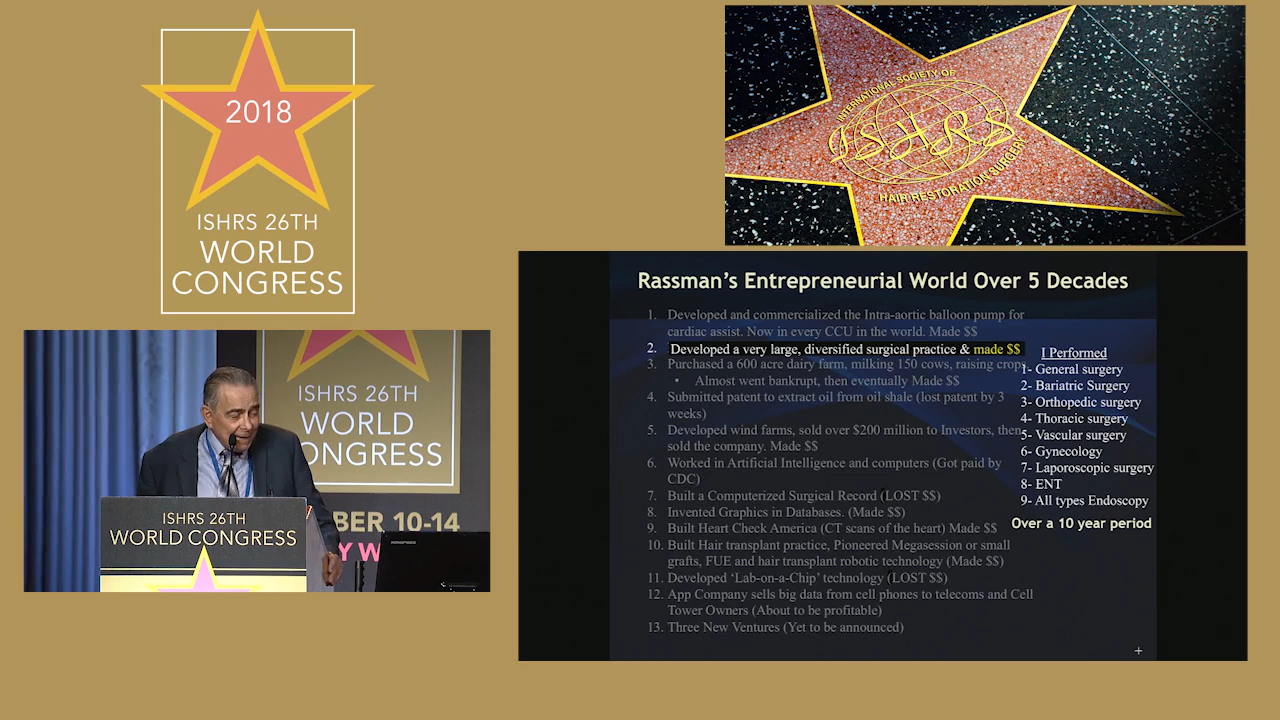 2018
ISHRS 26TH
WORLD
CONGRESS
INTERNATIONAL SOCIETY OF
ISHRS
HAIR RESTORATION SURGERY
ISHRS 26TH
WORLD
ONGRESS
BER 10-14
Y W
ISHRS 26TH
WORLD CONGRESS
Rassman's Entrepreneurial World Over 5 Decades
1. Developed and commercialized the Intra-aortic balloon pump for
cardiac assist. Now in every CCU in the world. Made $$
2. Developed a very large, diversified surgical practice & made $$
3. Purchased a 600 acre dairy farm, milking 150 cows, raising crops
• Almost went bankrupt, then eventually Made $$
4. Submitted patent to extract oil from oil shale (lost patent by 3
weeks)
5. Developed wind farms, sold over $200 million to Investors, then
sold the company. Made $$
6. Worked in Artificial Intelligence and computers (Got paid by
CDC)
7. Built a Computerized Surgical Record (LOST $$)
8. Invented Graphics in Databases. (Made $$)
9. Built Heart Check America (CT scans of the heart) Made $$
10. Built Hair transplant practice, Pioneered Megasession or small
grafts, FUE and hair transplant robotic technology (Made $$)
11. Developed 'Lab-on-a-Chip' technology (LOST $$)
12. App Company sells big data from cell phones to telecoms and Cell
Tower Owners (About to be profitable)
13. Three New Ventures (Yet to be announced)
I Performed
1- General surgery
2- Bariatric Surgery
3- Orthopedic surgery
4- Thoracic surgery
5- Vascular surgery
6- Gynecology
7- Laporoscopic surgery
8- ENT
9- All types Endoscopy
Over a 10 year period